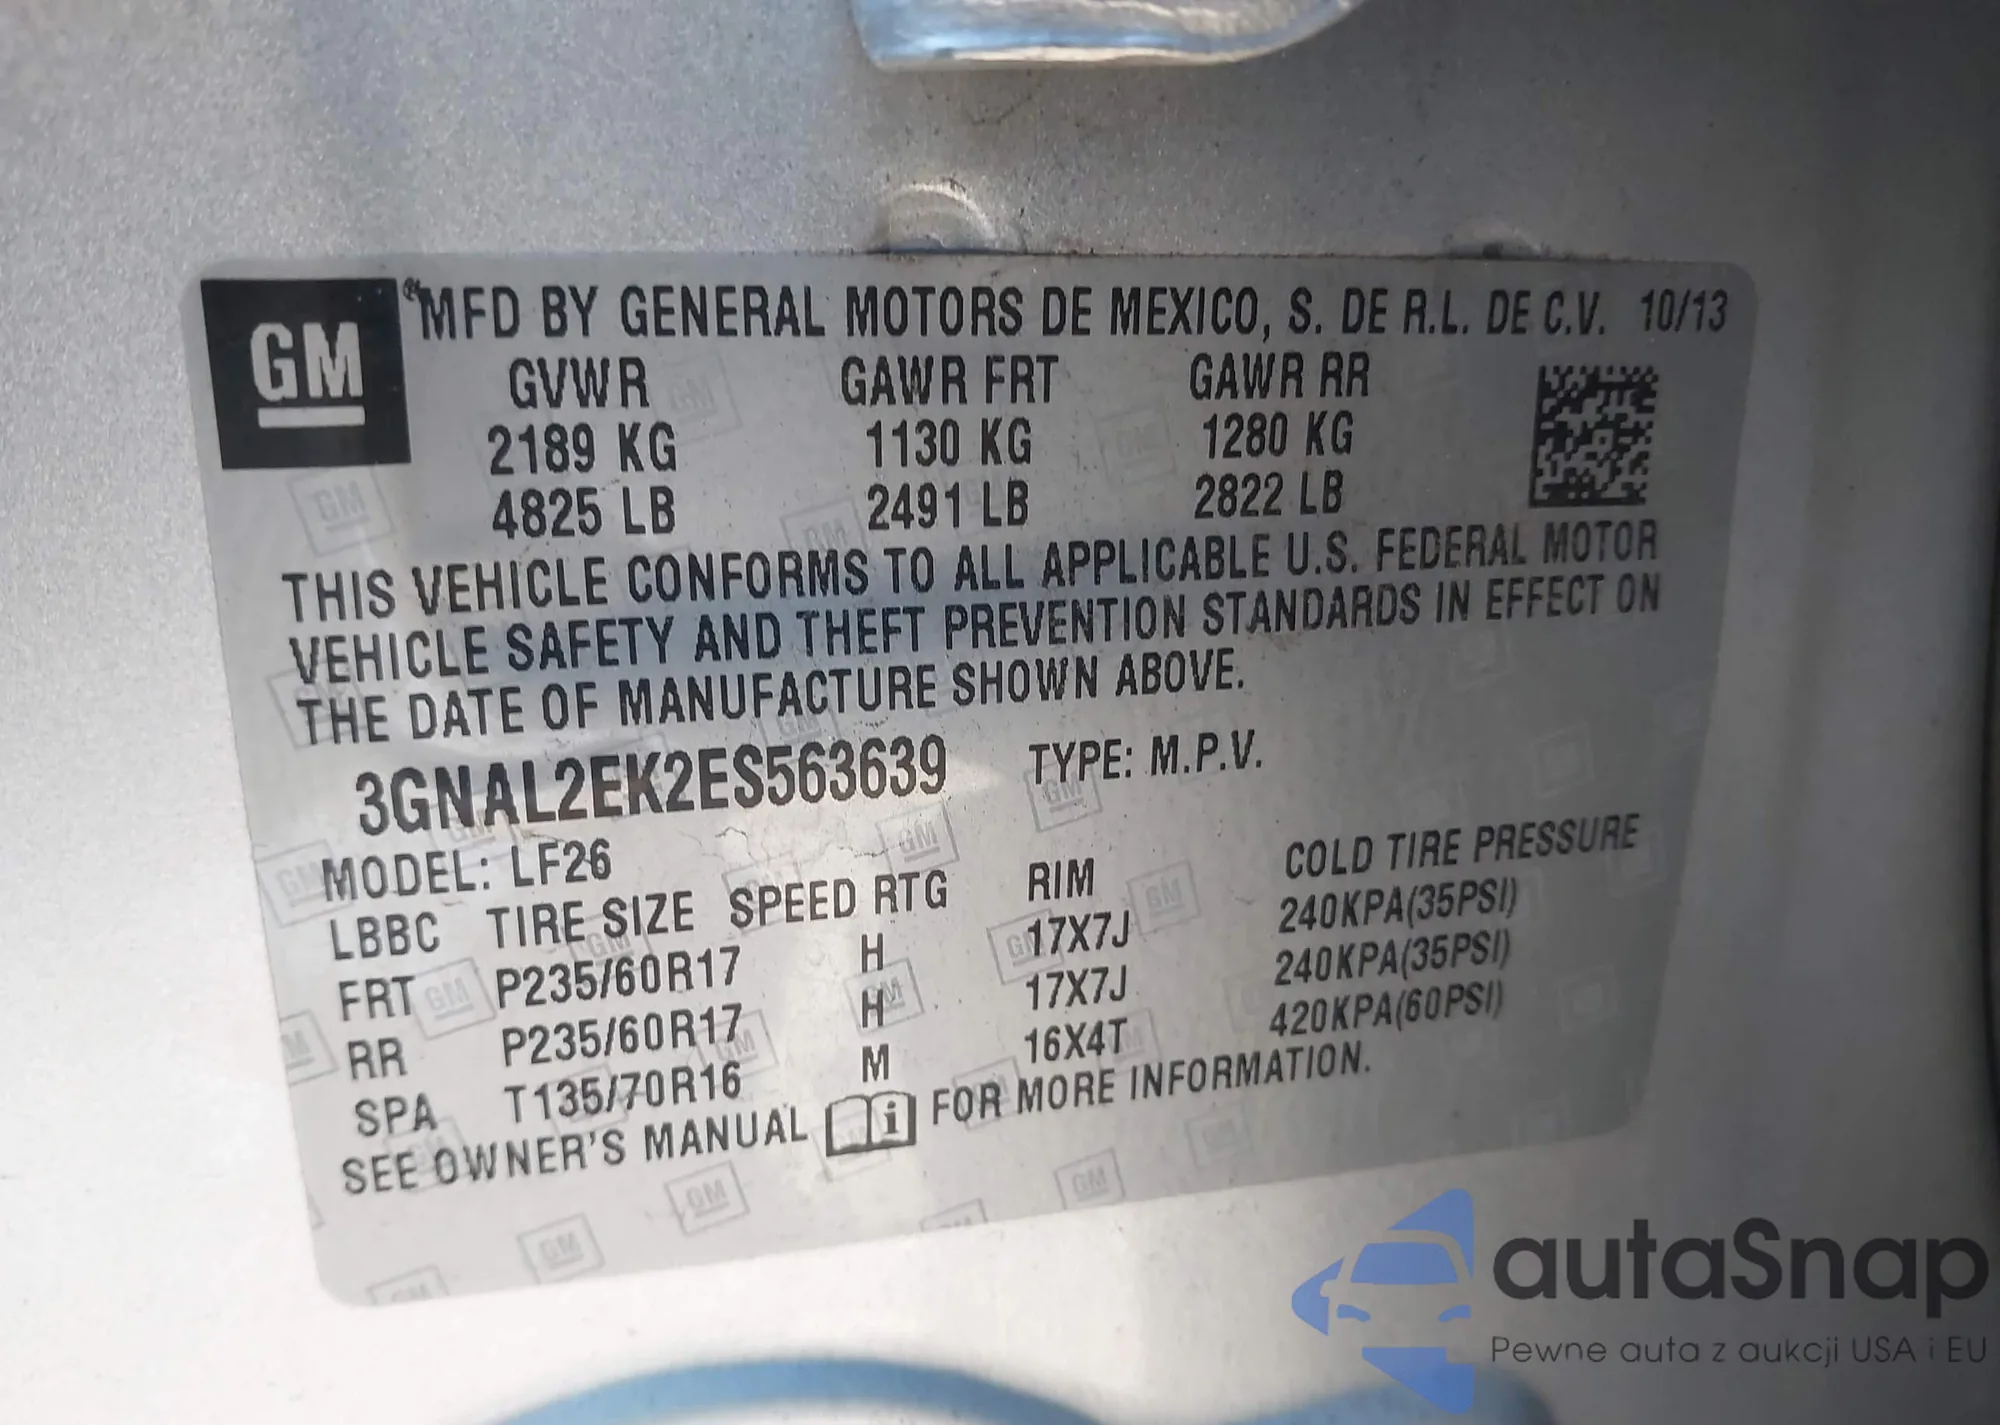 GM ® MFD BY GENERAL MOTORS DE MEXICO, S. DE R.L. DE C.V. 10/13
GVWR GAWR FRT GAWR RR
2189 KG 1130 KG 1280 KG
4825 LB 2491 LB 2822 LB
THIS VEHICLE CONFORMS TO ALL APPLICABLE U.S. FEDERAL MOTOR
VEHICLE SAFETY AND THEFT PREVENTION STANDARDS IN EFFECT ON
THE DATE OF MANUFACTURE SHOWN ABOVE.
3GNAL2EK2ES563639 TYPE: M.P.V.
MODEL: LF26
LBBC TIRE SIZE SPEED RTG RIM COLD TIRE PRESSURE
FRT P235/60R17 H 17X7J 240KPA(35PSI)
RR P235/60R17 H 17X7J 240KPA(35PSI)
SPA T135/70R16 M 16X4T 420KPA(60PSI)
SEE OWNER'S MANUAL i FOR MORE INFORMATION.
autaSnap
Pewne auta z aukcji USA i EU